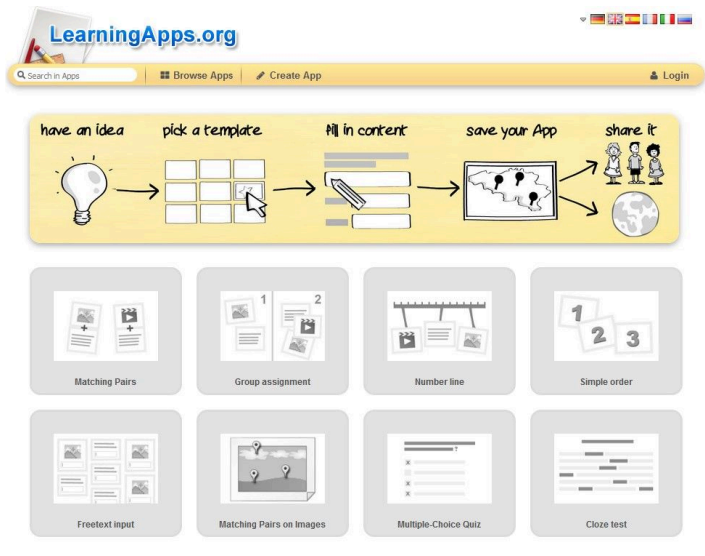 LearningApps.org
Search in Apps
Browse Apps
Create App
Login
have an idea
pick a template
fill in content
save your App
share it
1
2
1
2
3
Matching Pairs
Group assignment
Number line
Simple order
?
Freetext input
Matching Pairs on Images
Multiple-Choice Quiz
Cloze test